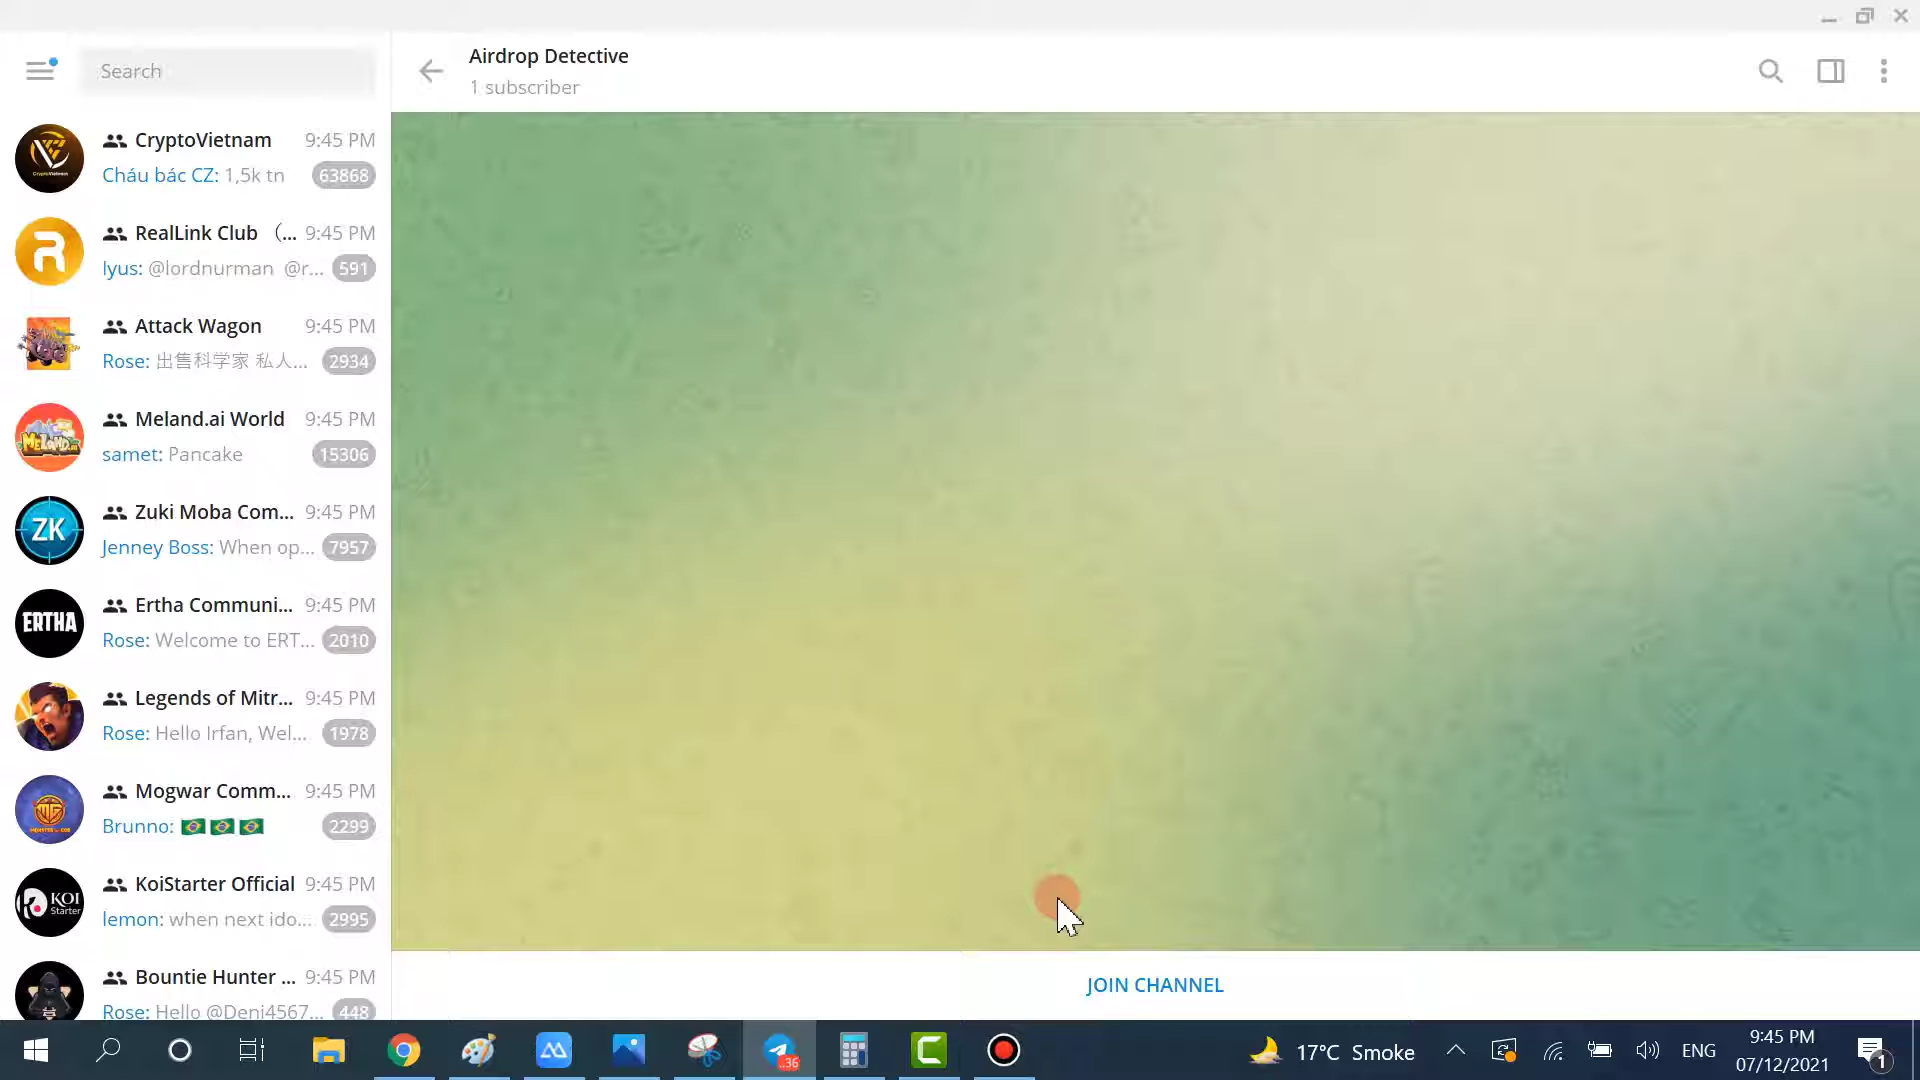 Search
Airdrop Detective
1 subscriber
CryptoVietnam 9:45 PM
Cháu bác CZ: 1,5k tn 63868
RealLink Club （... 9:45 PM
lyus: @lordnurman @r... 591
Attack Wagon 9:45 PM
Rose: 出售科学家 私人... 2934
Meland.ai World 9:45 PM
samet: Pancake 15306
Zuki Moba Com... 9:45 PM
Jenney Boss: When op... 7957
Ertha Communi... 9:45 PM
Rose: Welcome to ERT... 2010
Legends of Mitr... 9:45 PM
Rose: Hello Irfan, Wel... 1978
Mogwar Comm... 9:45 PM
Brunno: 🇧🇷🇧🇷🇧🇷 2299
KoiStarter Official 9:45 PM
lemon: when next ido... 2995
Bountie Hunter ... 9:45 PM
Rose: Hello @Deni4567... 448
CryptoVietnam
R
MELAND.ai
ZK
ERTHA
MG
KOI
Starter
JOIN CHANNEL
..36
17°C Smoke
ENG
9:45 PM
07/12/2021
1